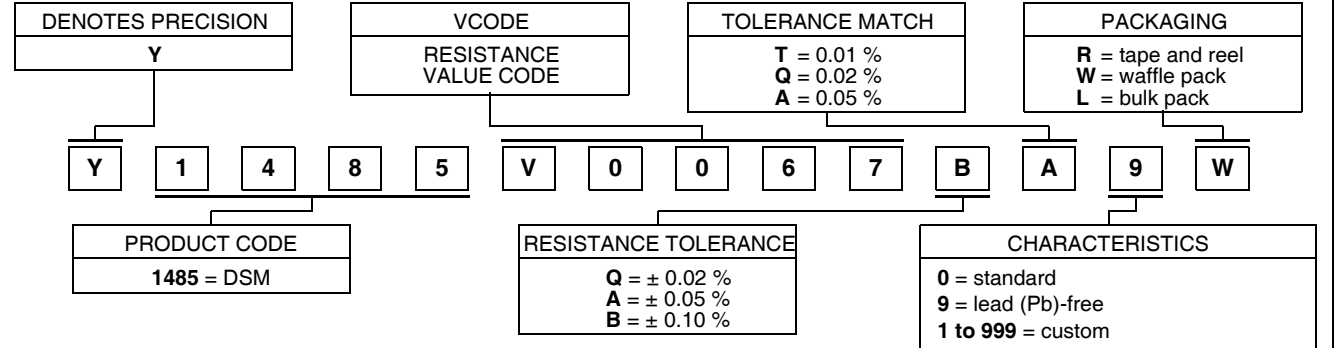 DENOTES PRECISION
Y
VCODE
RESISTANCE
VALUE CODE
TOLERANCE MATCH
T = 0.01 %
Q = 0.02 %
A = 0.05 %
PACKAGING
R = tape and reel
W = waffle pack
L = bulk pack
Y 1 4 8 5 V 0 0 6 7 B A 9 W
PRODUCT CODE
1485 = DSM
RESISTANCE TOLERANCE
Q = ± 0.02 %
A = ± 0.05 %
B = ± 0.10 %
CHARACTERISTICS
0 = standard
9 = lead (Pb)-free
1 to 999 = custom